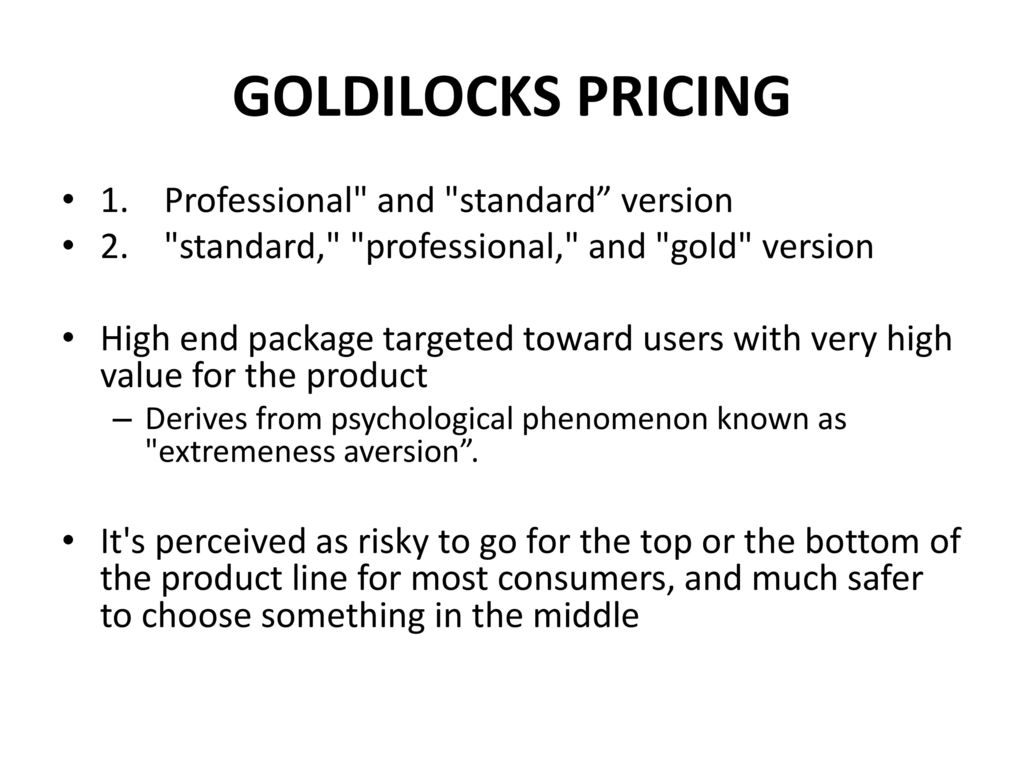 GOLDILOCKS PRICING
• 1. Professional" and "standard” version
• 2. "standard," "professional," and "gold" version
• High end package targeted toward users with very high
value for the product
– Derives from psychological phenomenon known as
"extremeness aversion”.
• It's perceived as risky to go for the top or the bottom of
the product line for most consumers, and much safer
to choose something in the middle